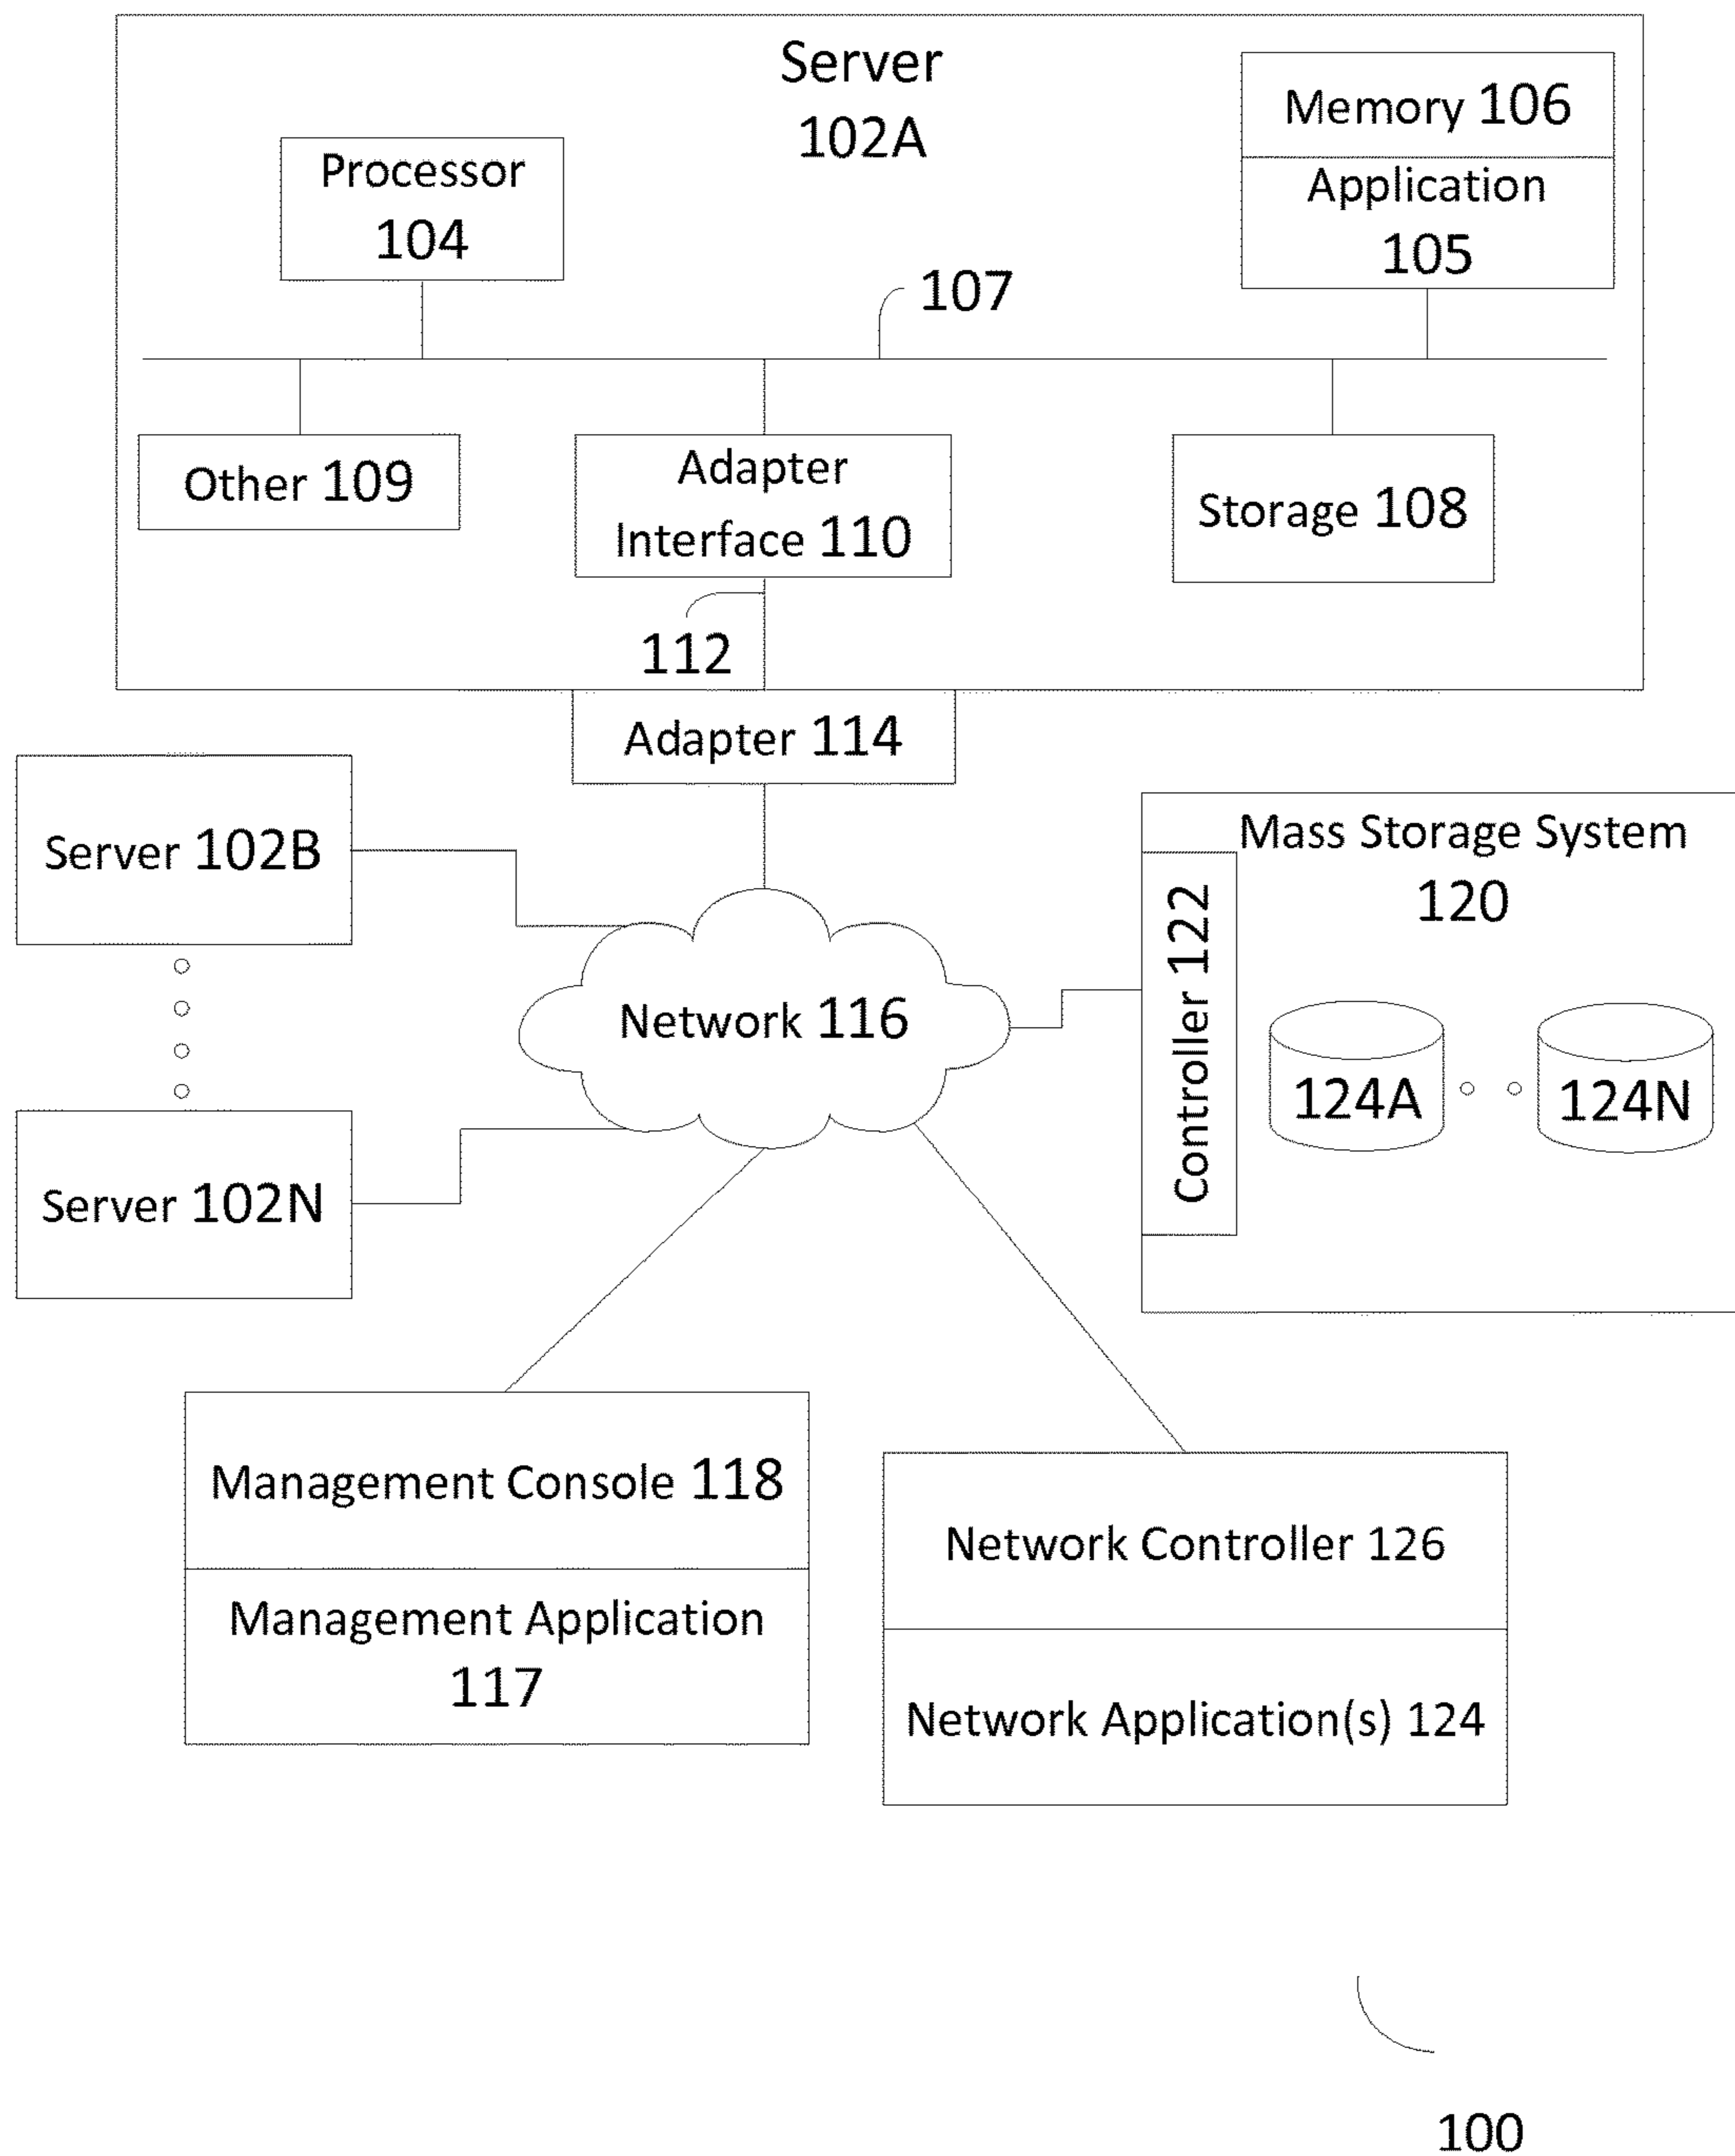 Server
102A
Memory 106
Processor
104
Application
105
107
Other 109
Adapter
Interface 110
Storage 108
112
Adapter 114
Server 102B
Mass Storage System
120
Controller 122
Network 116
124A
124N
Server 102N
Management Console 118
Network Controller 126
Management Application
117
Network Application(s) 124
100